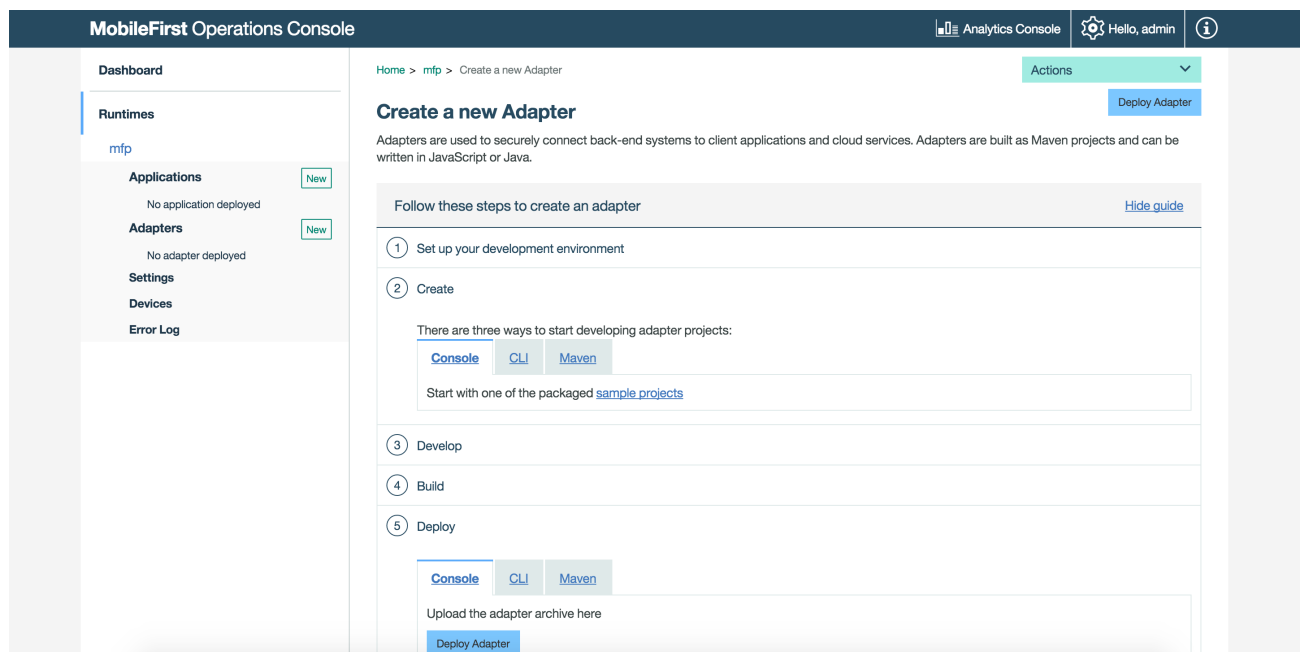 MobileFirst Operations Console
Analytics Console
Hello, admin
Dashboard
Runtimes
mfp
Applications
New
No application deployed
Adapters
New
No adapter deployed
Settings
Devices
Error Log
Home > mfp > Create a new Adapter
Actions
Deploy Adapter
Create a new Adapter
Adapters are used to securely connect back-end systems to client applications and cloud services. Adapters are built as Maven projects and can be
written in JavaScript or Java.
Follow these steps to create an adapter
Hide guide
1 Set up your development environment
2 Create
There are three ways to start developing adapter projects:
Console CLI Maven
Start with one of the packaged sample projects
3 Develop
4 Build
5 Deploy
Console CLI Maven
Upload the adapter archive here
Deploy Adapter